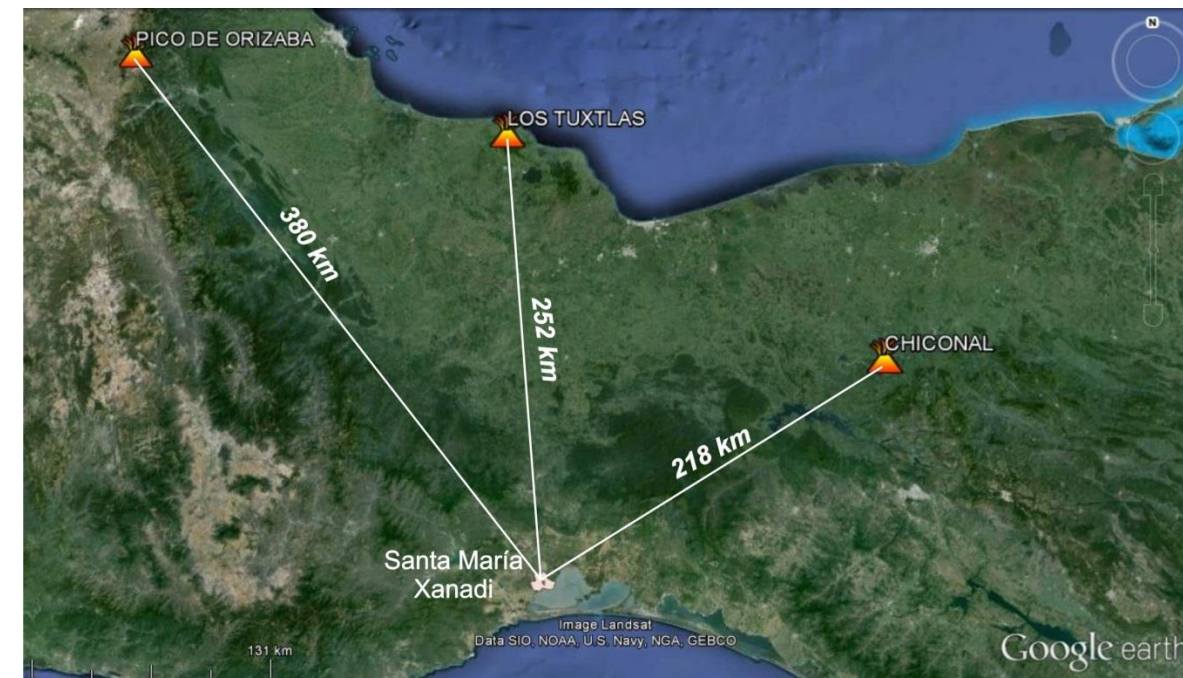 N
PICO DE ORIZABA
LOS TUXTLAS
380 km
252 km
CHICONAL
218 km
Santa María
Xanadi
Image Landsat
Data SIO, NOAA, U.S. Navy, NGA, GEBCO
131 km
Google earth